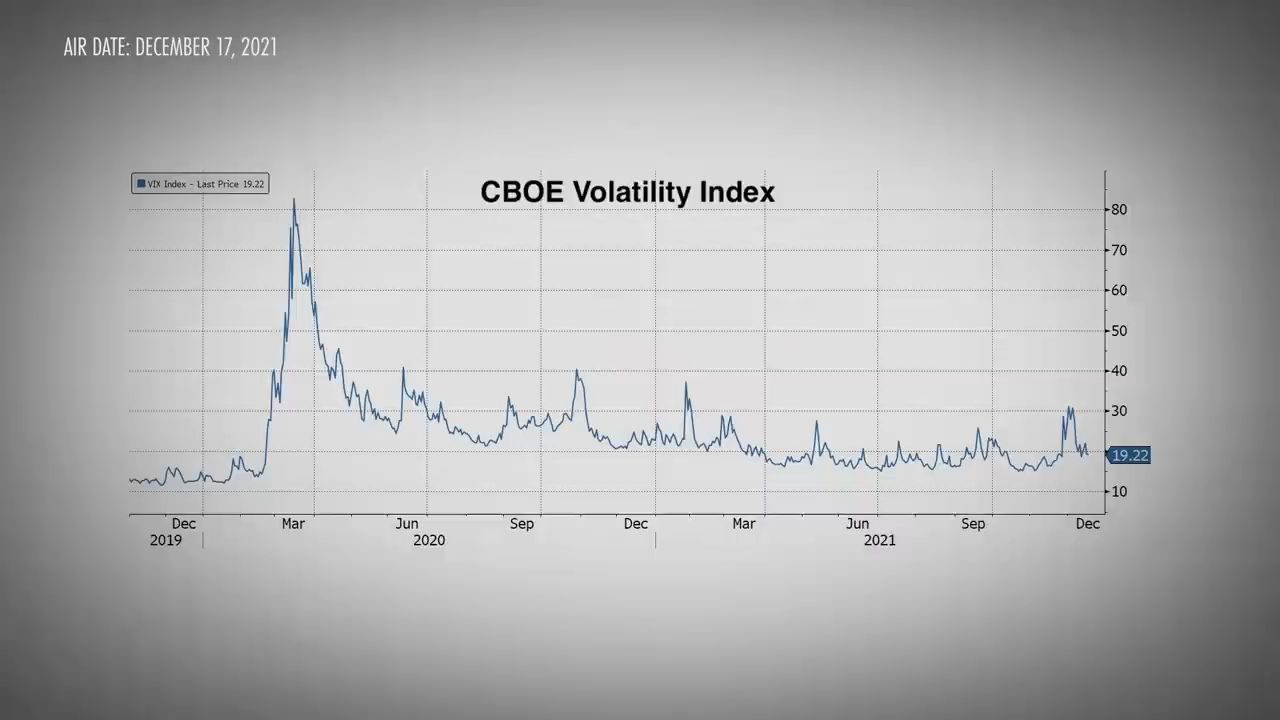 AIR DATE: DECEMBER 17, 2021
VIX Index - Last Price 19.22
CBOE Volatility Index
80
70
60
50
40
30
19.22
10
Dec Mar Jun Sep Dec Mar Jun Sep Dec
2019 2020 2021